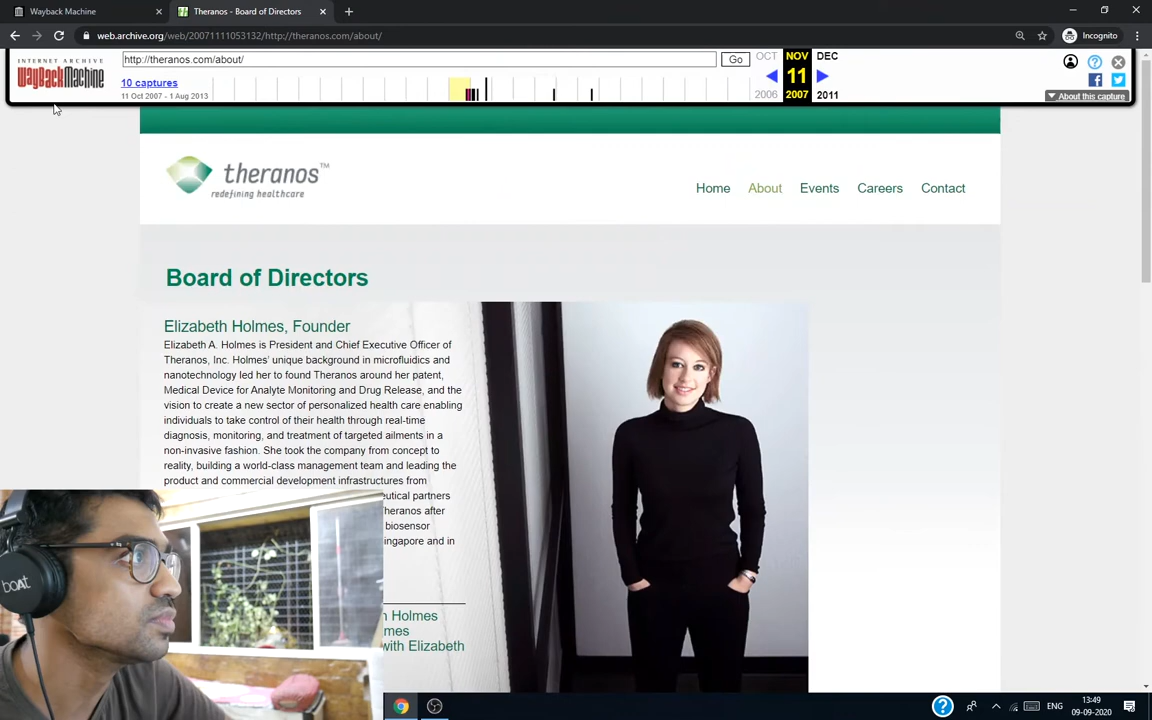 Wayback Machine
Theranos - Board of Directors
web.archive.org/web/20071111053132/http://theranos.com/about/
Incognito
INTERNET ARCHIVE
WayBackMachine
http://theranos.com/about/
Go
OCT NOV DEC
10 captures
11
11 Oct 2007 - 1 Aug 2013
2006 2007 2011
About this capture
theranos™
redefining healthcare
Home About Events Careers Contact
Board of Directors
Elizabeth Holmes, Founder
Elizabeth A. Holmes is President and Chief Executive Officer of
Theranos, Inc. Holmes' unique background in microfluidics and
nanotechnology led her to found Theranos around her patent,
Medical Device for Analyte Monitoring and Drug Release, and the
vision to create a new sector of personalized health care enabling
individuals to take control of their health through real-time
diagnosis, monitoring, and treatment of targeted ailments in a
non-invasive fashion. She took the company from concept to
reality, building a world-class management team and leading the
product and commercial development infrastructures from
eutical partners
heranos after
biosensor
ingapore and in
Holmes
mes
with Elizabeth
boAt
ENG
13:49
09-09-2020